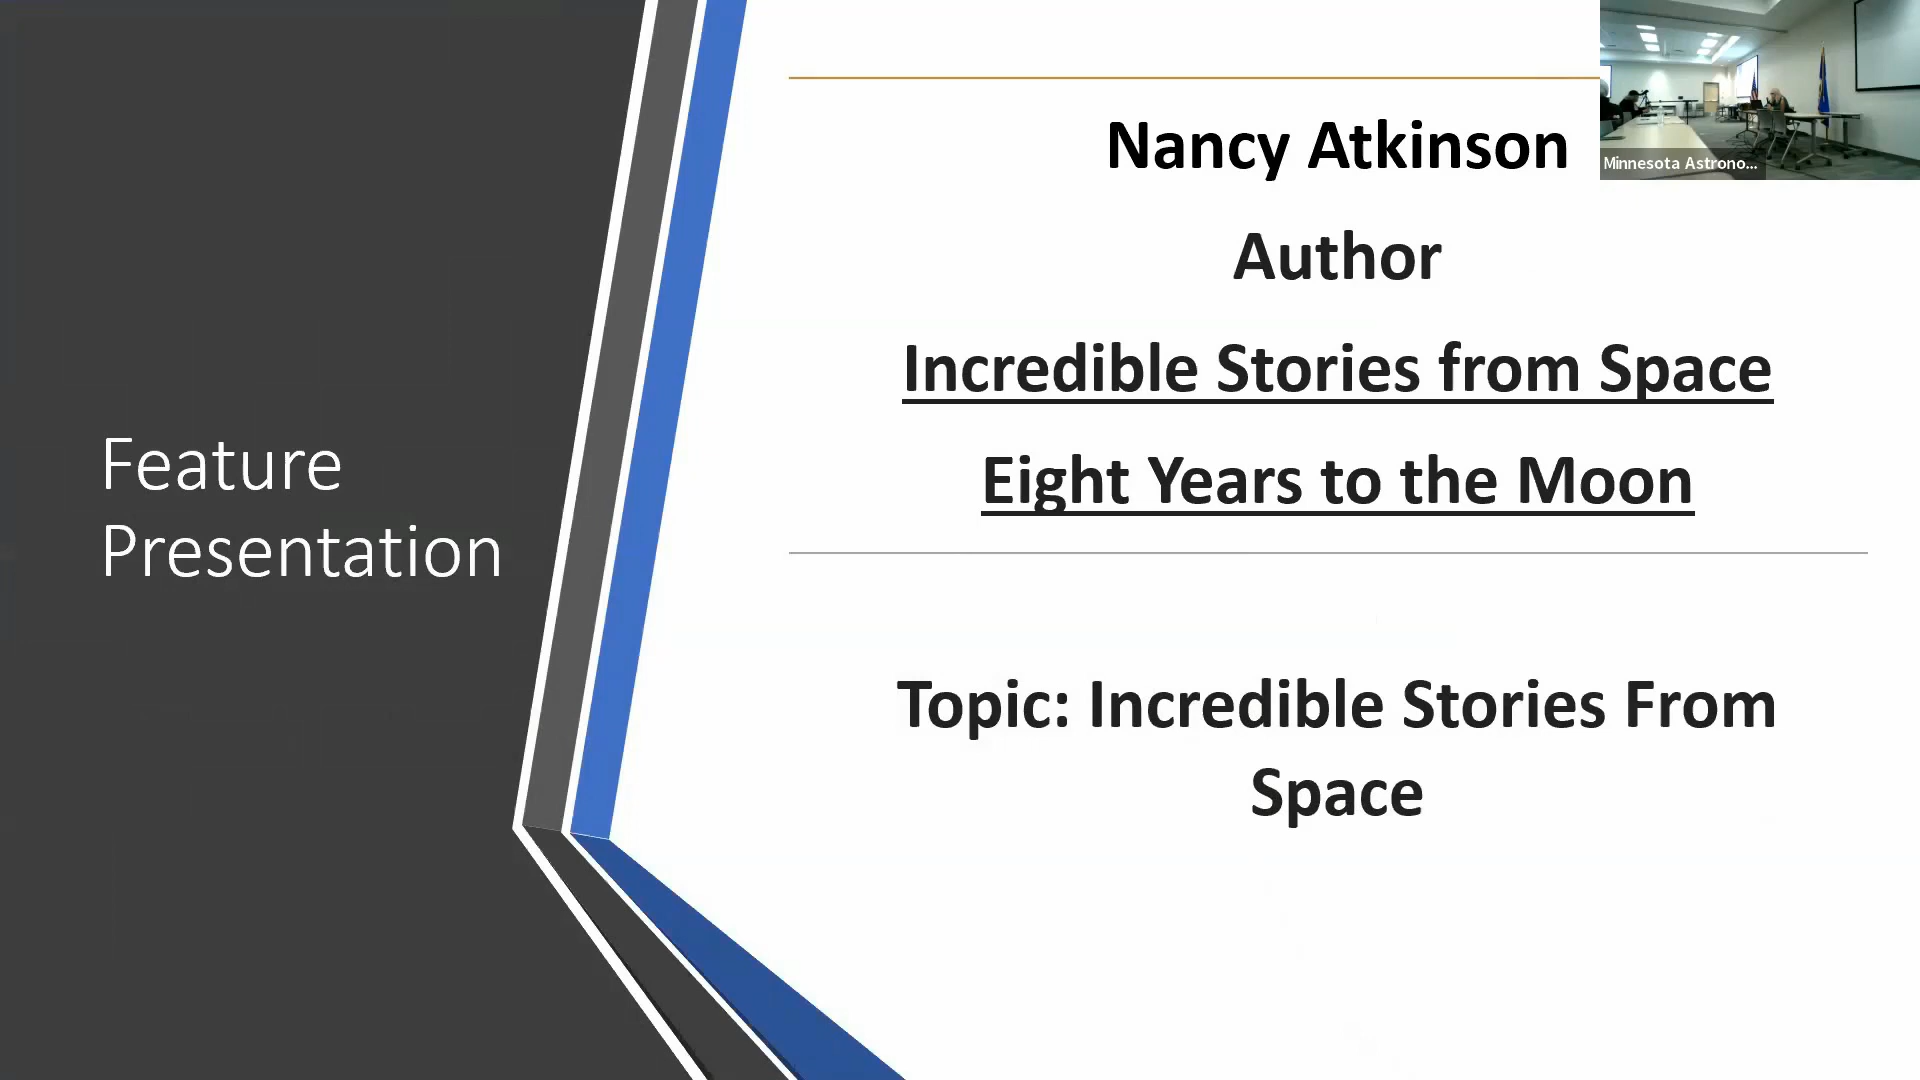 Feature
Presentation
Nancy Atkinson
Author
Incredible Stories from Space
Eight Years to the Moon
Topic: Incredible Stories From
Space
Minnesota Astrono...